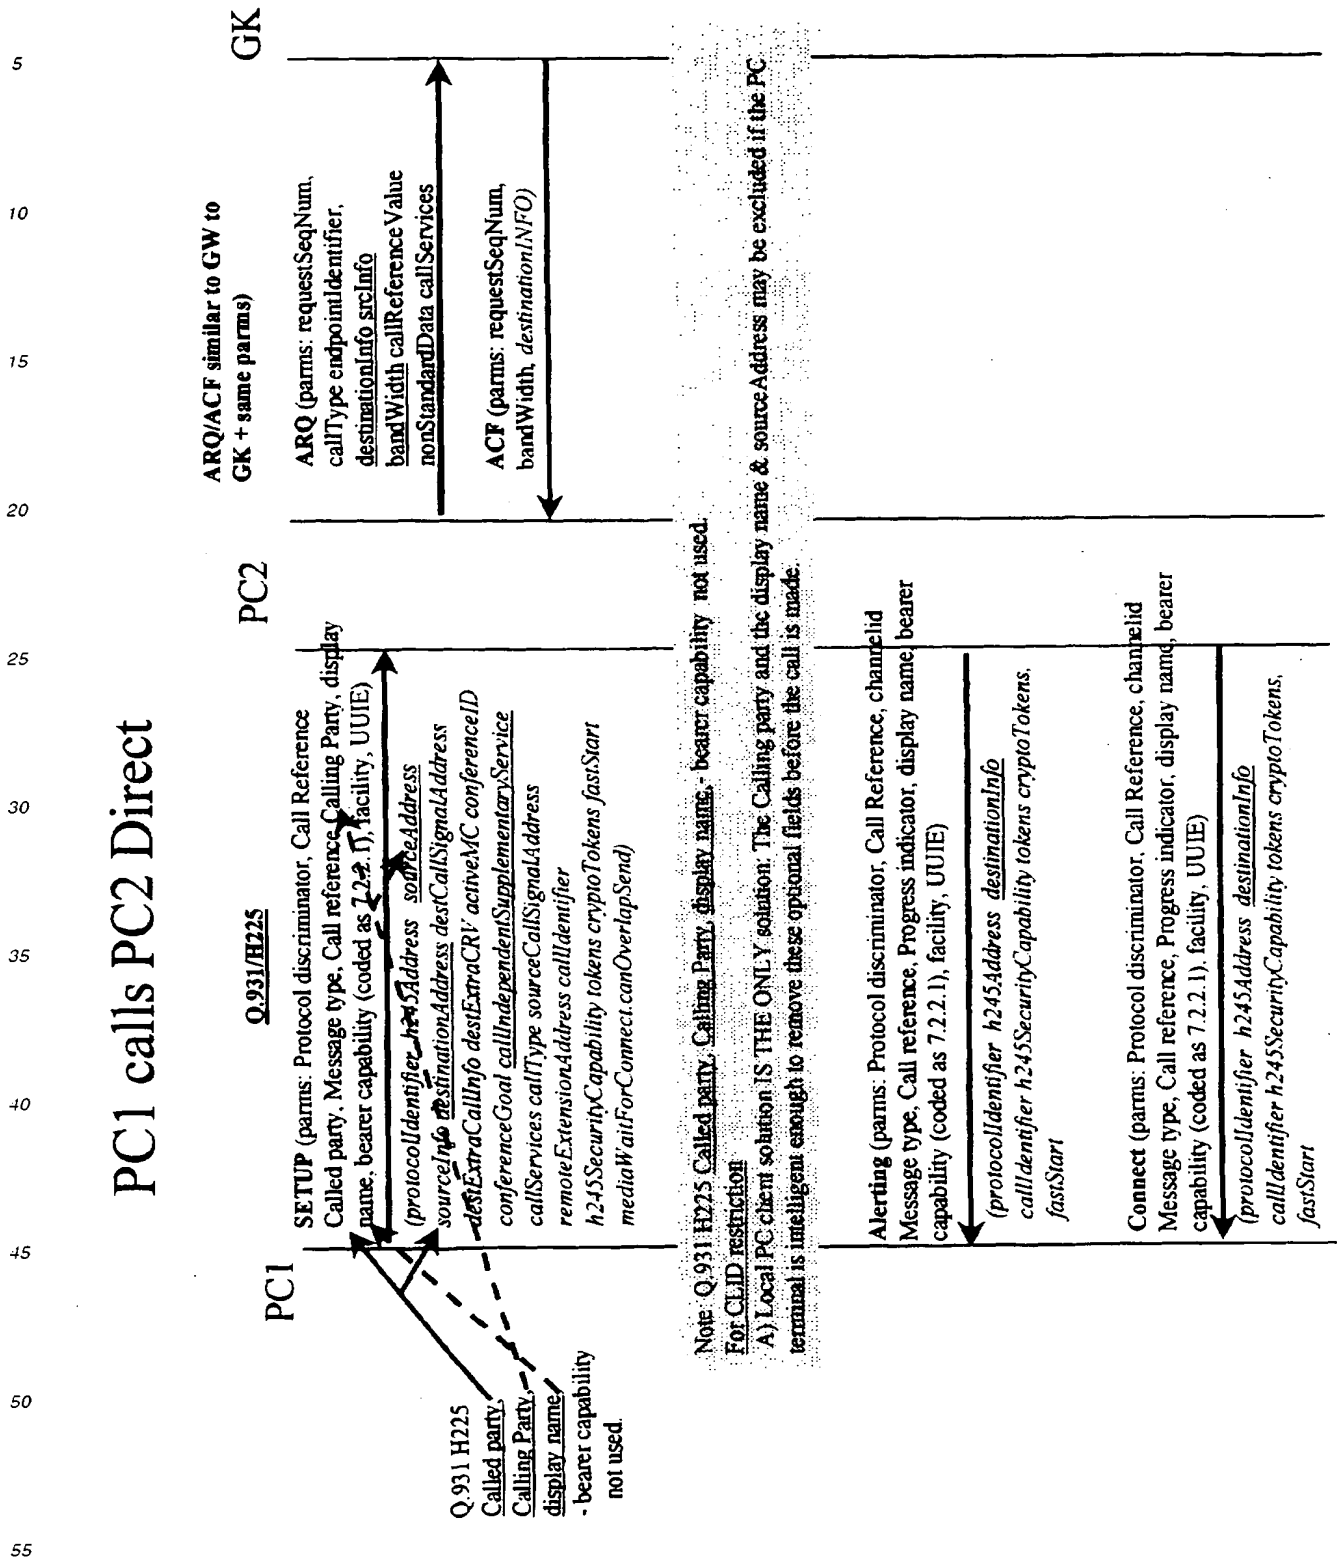 PC1 calls PC2 Direct
PC1
PC2
GK
Q.931/H225
ARQ/ACF similar to GW to
GK + same parms)
SETUP (parms: Protocol discriminator, Call Reference
Called party, Message type, Call reference, Calling Party, display
name, bearer capability (coded as 7.2.2.1), facility, UUIE)
(protocolIdentifier h245Address sourceAddress
sourceInfo destinationAddress destCallSignalAddress
destExtraCallInfo destExtraCRV activeMC conferenceID
conferenceGoal callIndependentSupplementaryService
callServices callType sourceCallSignalAddress
remoteExtensionAddress callIdentifier
h245SecurityCapability tokens cryptoTokens fastStart
mediaWaitForConnect.canOverlapSend)
ARQ (parms: requestSeqNum,
callType endpointIdentifier,
destinationInfo srcInfo
bandWidth callReferenceValue
nonStandardData callServices
ACF (parms: requestSeqNum,
bandWidth, destinationINFO)
Q.931 H225
Called party,
Calling Party,
display name,
- bearer capability
not used.
Note: Q.931 H225 Called party, Calling Party, display name, - bearer capability not used.
For CLID restriction
A) Local PC client solution IS THE ONLY solution: The Calling party and the display name & sourceAddress may be excluded if the PC
terminal is intelligent enough to remove these optional fields before the call is made.
Alerting (parms: Protocol discriminator, Call Reference, channelid
Message type, Call reference, Progress indicator, display name, bearer
capability (coded as 7.2.2.1), facility, UUIE)
(protocolIdentifier h245Address destinationInfo
callIdentifier h245SecurityCapability tokens cryptoTokens,
fastStart
Connect (parms: Protocol discriminator, Call Reference, channelid
Message type, Call reference, Progress indicator, display name, bearer
capability (coded as 7.2.2.1), facility, UUIE)
(protocolIdentifier h245Address destinationInfo
callIdentifier h245SecurityCapability tokens cryptoTokens,
fastStart
5
10
15
20
25
30
35
40
45
50
55